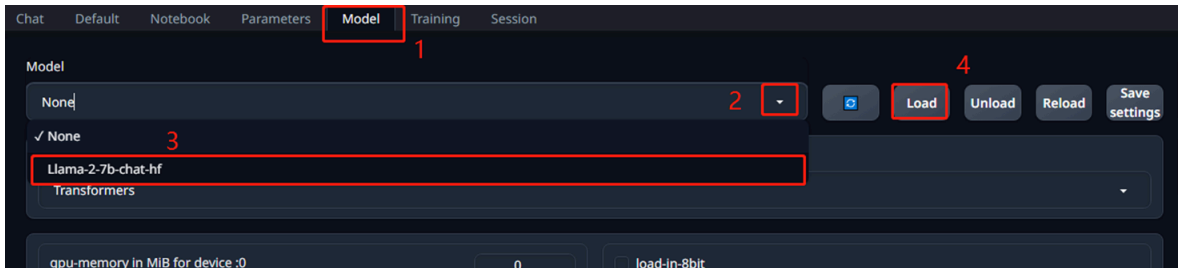 Chat Default Notebook Parameters Model Training Session
1
Model
4
None
2
Load Unload Reload Save settings
✓ None
3
Llama-2-7b-chat-hf
Transformers
gpu-memory in MiB for device :0
0
load-in-8bit